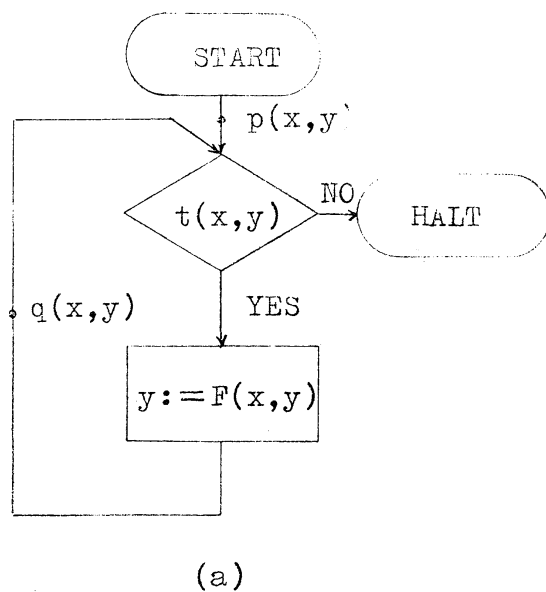 START
p(x,y)
t(x,y)
NO
HALT
q(x,y)
YES
y:=F(x,y)
(a)